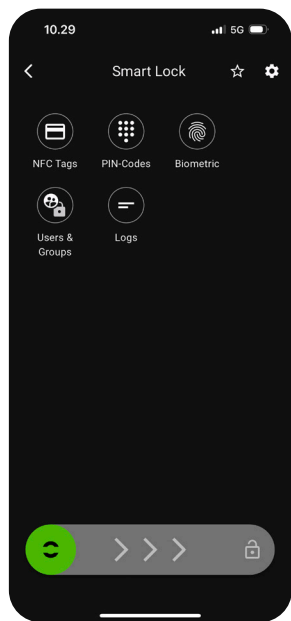 10.29
5G
Smart Lock
NFC Tags
PIN-Codes
Biometric
Users &
Groups
Logs